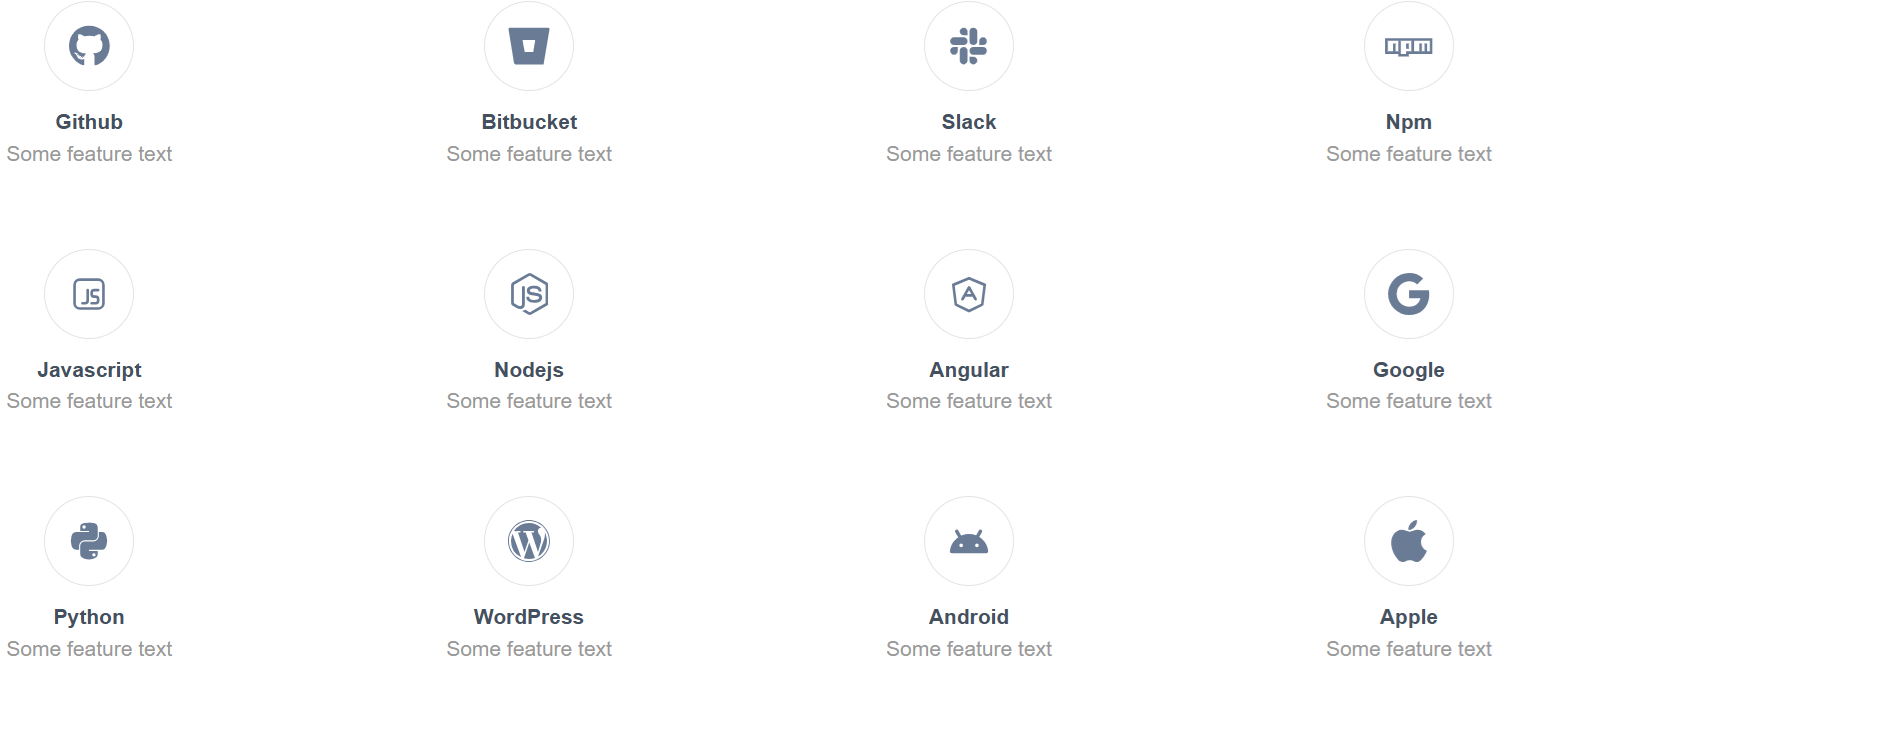 Github
Some feature text
Bitbucket
Some feature text
Slack
Some feature text
npm
Npm
Some feature text
JS
Javascript
Some feature text
JS
Nodejs
Some feature text
A
Angular
Some feature text
G
Google
Some feature text
Python
Some feature text
W
WordPress
Some feature text
Android
Some feature text
Apple
Some feature text